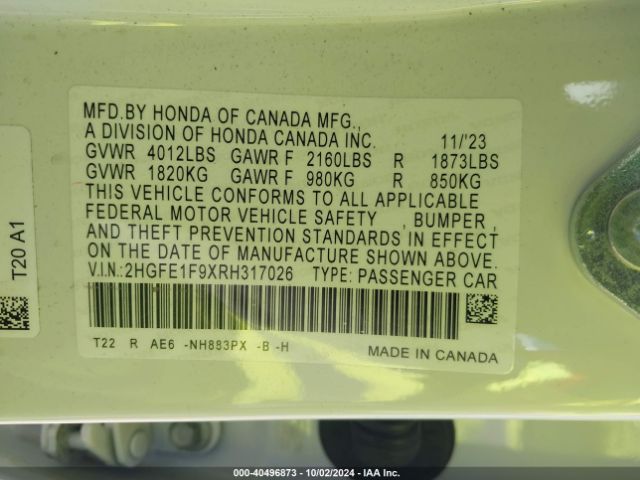 MFD.BY HONDA OF CANADA MFG.,
A DIVISION OF HONDA CANADA INC. 11/'23
GVWR 4012LBS GAWR F 2160LBS R 1873LBS
GVWR 1820KG GAWR F 980KG R 850KG
THIS VEHICLE CONFORMS TO ALL APPLICABLE
FEDERAL MOTOR VEHICLE SAFETY , BUMPER,
AND THEFT PREVENTION STANDARDS IN EFFECT
ON THE DATE OF MANUFACTURE SHOWN ABOVE.
V.I.N.:2HGFE1F9XRH317026 TYPE: PASSENGER CAR
T22 R AE6 -NH883PX -B -H MADE IN CANADA
T20 A1
000-40496873 - 10/02/2024 - IAA Inc.